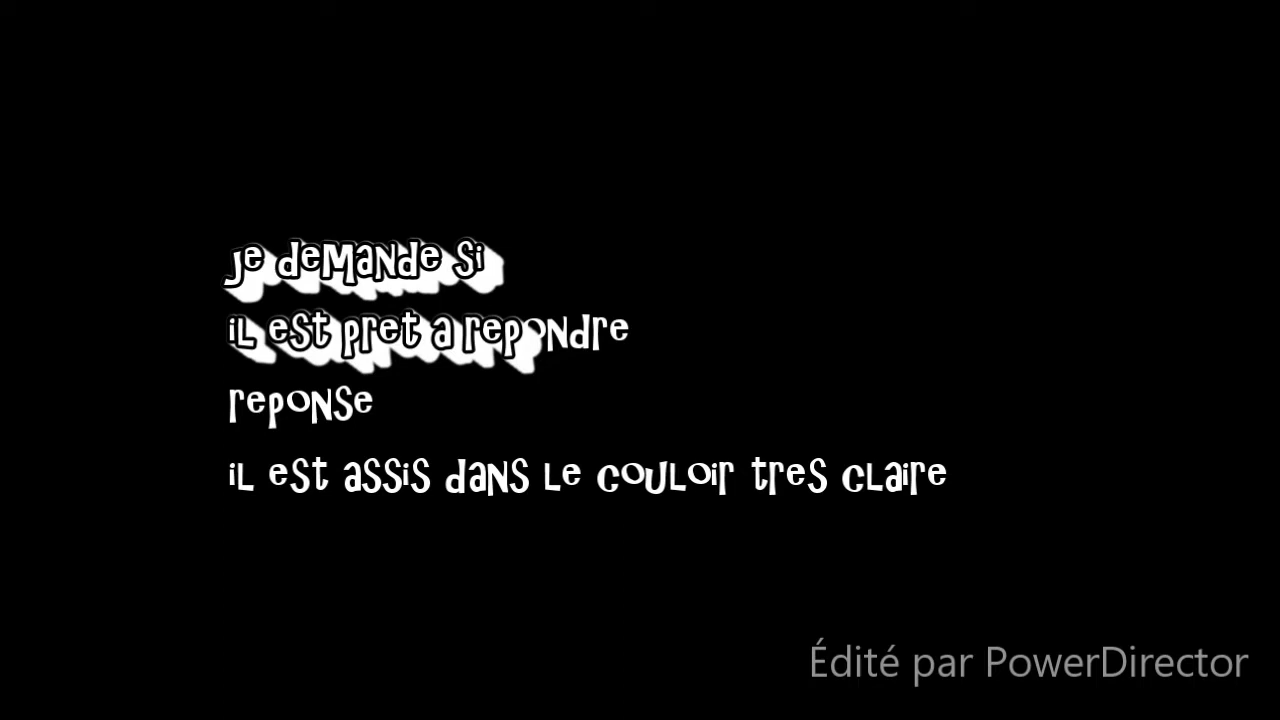 je demande si
il est pret a repondre
reponse
il est assis dans le couloir tres claire
Édité par PowerDirector